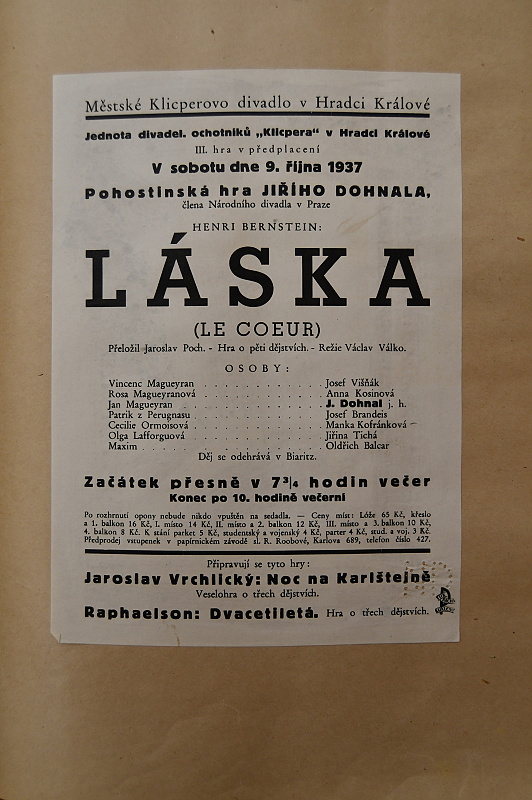 Městské Klicperovo divadlo v Hradci Králové
Jednota divadel. ochotníků „Klicpera“ v Hradci Králové
III. hra v předplacení
V sobotu dne 9. října 1937
Pohostinská hra JIŘÍHO DOHNALA,
člena Národního divadla v Praze
HENRI BERNSTEIN:
LÁSKA
(LE COEUR)
Přeložil Jaroslav Poch. - Hra o pěti dějstvích. - Režie Václav Válko.
OSOBY:
Vincenc Magueyran . . . . . . . . . . . . Josef Višňák
Rosa Magueyranová . . . . . . . . . . . . Anna Kosinová
Jan Magueyran . . . . . . . . . . . . . J. Dohnal j. h.
Patrik z Perugnasu . . . . . . . . . . . . Josef Brandeis
Cecilie Ormoisová . . . . . . . . . . . . Manka Kofránková
Olga Lafforguová . . . . . . . . . . . . Jiřina Tichá
Maxim . . . . . . . . . . . . . . . . Oldřich Balcar
Děj se odehrává v Biaritz.
Začátek přesně v 7³|₄ hodin večer
Konec po 10. hodině večerní
Po rozhrnutí opony nebude nikdo vpuštěn na sedadla. — Ceny míst: Lóže 65 Kč, křeslo
a 1. balkon 16 Kč, I. místo 14 Kč, II. místo a 2. balkon 12 Kč, III. místo a 3. balkon 10 Kč,
4. balkon 8 Kč. K stání parket 5 Kč, studentský a vojenský 4 Kč, parter 4 Kč, stud. a voj. 3 Kč.
Předprodej vstupenek v papírnickém závodě sl. R. Roobové, Karlova 689, telefon číslo 427.
Připravují se tyto hry:
Jaroslav Vrchlický: Noc na Karlštejně
Veselohra o třech dějstvích.
Raphaelson: Dvacetiletá. Hra o třech dějstvích.